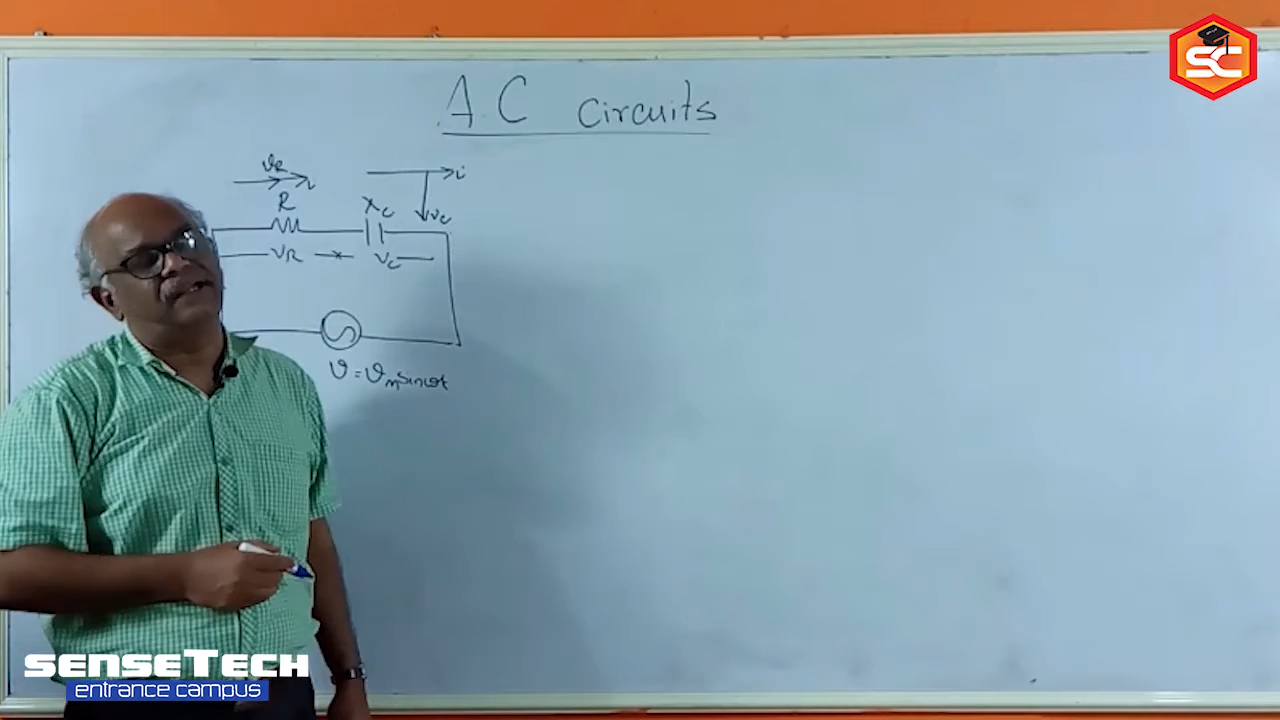 SC
A.C Circuits
VR
i
i
R
XC
VC
VR
VC
V = Vm sin ωt
SENSETECH
entrance campus